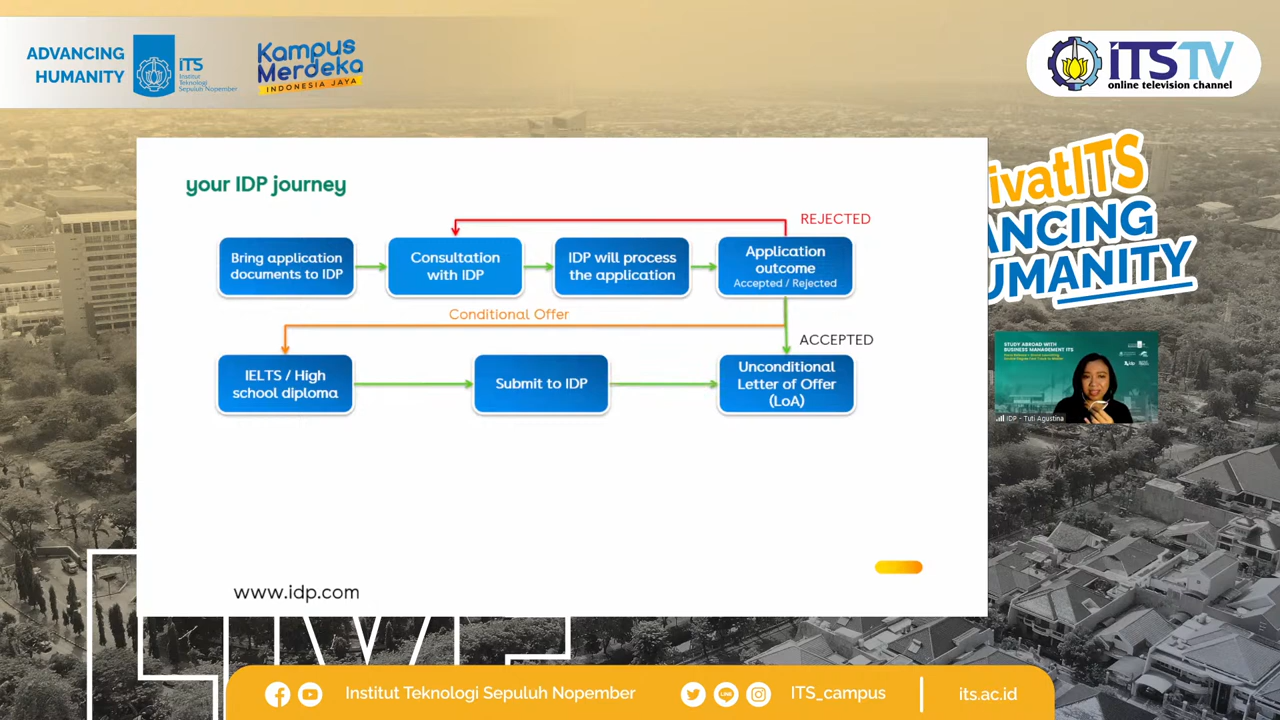 ADVANCING
HUMANITY
iTS
Institut
Teknologi
Sepuluh Nopember
Kampus
Merdeka
INDONESIA JAYA
iTSTV
online television channel
your IDP journey
REJECTED
Bring application
documents to IDP
Consultation
with IDP
IDP will process
the application
Application
outcome
Accepted / Rejected
Conditional Offer
ACCEPTED
IELTS / High
school diploma
Submit to IDP
Unconditional
Letter of Offer
(LoA)
www.idp.com
ivatITS
ANCING
UMANITY
STUDY ABROAD WITH
BUSINESS MANAGEMENT ITS
IDP - Tuti Agustina
Institut Teknologi Sepuluh Nopember
ITS_campus
its.ac.id